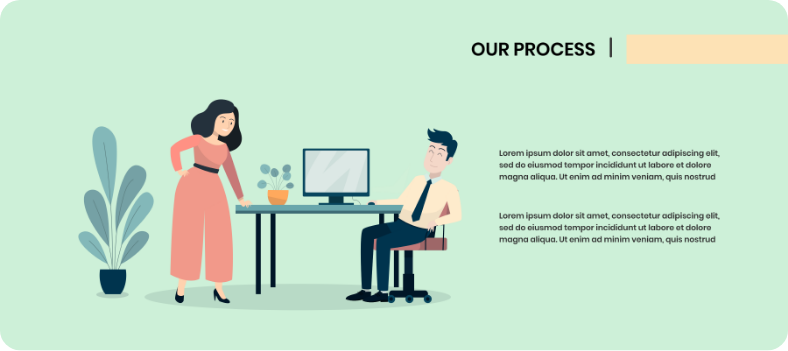 OUR PROCESS |
Lorem ipsum dolor sit amet, consectetur adipiscing elit,
sed do eiusmod tempor incididunt ut labore et dolore
magna aliqua. Ut enim ad minim veniam, quis nostrud
Lorem ipsum dolor sit amet, consectetur adipiscing elit,
sed do eiusmod tempor incididunt ut labore et dolore
magna aliqua. Ut enim ad minim veniam, quis nostrud